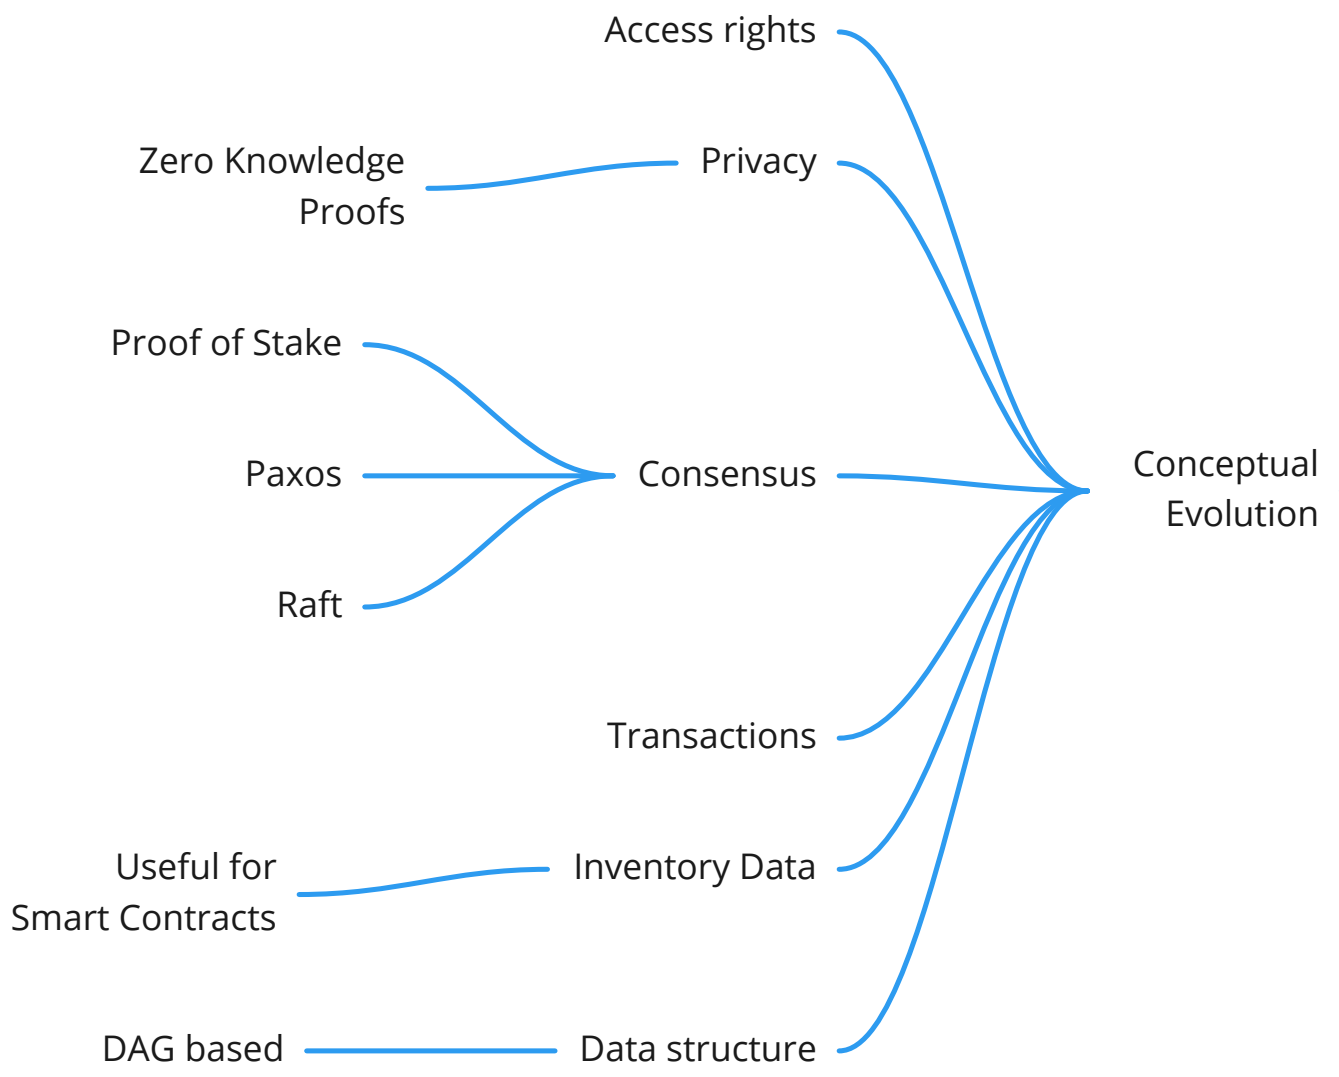 Access rights
Zero Knowledge
Proofs
Privacy
Proof of Stake
Paxos
Raft
Consensus
Conceptual
Evolution
Transactions
Useful for
Smart Contracts
Inventory Data
DAG based
Data structure